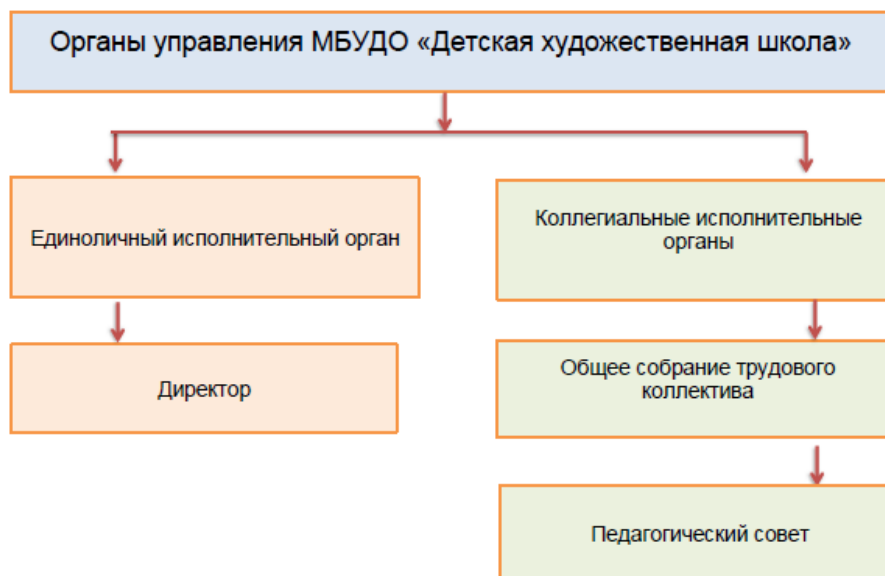 Органы управления МБУДО «Детская художественная школа»
Единоличный исполнительный орган
Коллегиальные исполнительные
органы
Директор
Общее собрание трудового
коллектива
Педагогический совет